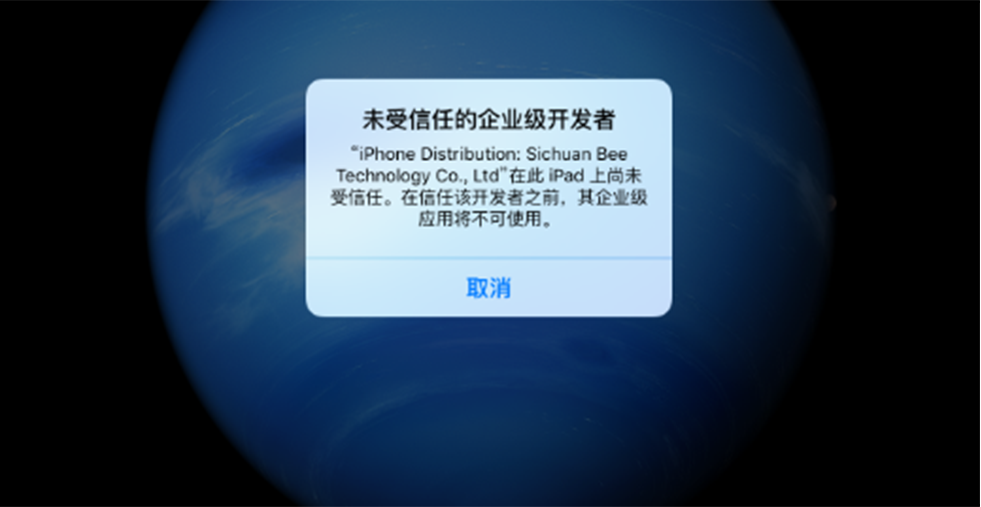 未受信任的企业级开发者
“iPhone Distribution: Sichuan Bee
Technology Co., Ltd”在此 iPad 上尚未
受信任。在信任该开发者之前，其企业级
应用将不可使用。
取消